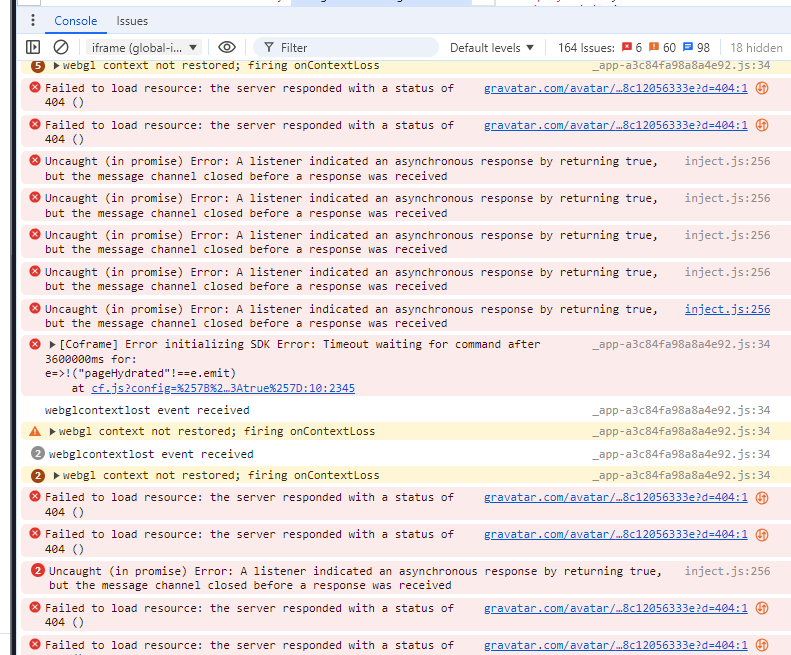 Console Issues
iframe (global-i... ▼ Filter Default levels ▼ 164 Issues: 6 60 98 18 hidden
5 ▶webgl context not restored; firing onContextLoss _app-a3c84fa98a8a4e92.js:34
Failed to load resource: the server responded with a status of gravatar.com/avatar/…8c12056333e?d=404:1
404 ()
Failed to load resource: the server responded with a status of gravatar.com/avatar/…8c12056333e?d=404:1
404 ()
Uncaught (in promise) Error: A listener indicated an asynchronous response by returning true, inject.js:256
but the message channel closed before a response was received
Uncaught (in promise) Error: A listener indicated an asynchronous response by returning true, inject.js:256
but the message channel closed before a response was received
Uncaught (in promise) Error: A listener indicated an asynchronous response by returning true, inject.js:256
but the message channel closed before a response was received
Uncaught (in promise) Error: A listener indicated an asynchronous response by returning true, inject.js:256
but the message channel closed before a response was received
Uncaught (in promise) Error: A listener indicated an asynchronous response by returning true, inject.js:256
but the message channel closed before a response was received
▶[Coframe] Error initializing SDK Error: Timeout waiting for command after _app-a3c84fa98a8a4e92.js:34
3600000ms for:
e=>!("pageHydrated"!==e.emit)
at cf.js?config=%257B%2…3Atrue%257D:10:2345
webglcontextlost event received _app-a3c84fa98a8a4e92.js:34
▶webgl context not restored; firing onContextLoss _app-a3c84fa98a8a4e92.js:34
2 webglcontextlost event received _app-a3c84fa98a8a4e92.js:34
2 ▶webgl context not restored; firing onContextLoss _app-a3c84fa98a8a4e92.js:34
Failed to load resource: the server responded with a status of gravatar.com/avatar/…8c12056333e?d=404:1
404 ()
Failed to load resource: the server responded with a status of gravatar.com/avatar/…8c12056333e?d=404:1
404 ()
2 Uncaught (in promise) Error: A listener indicated an asynchronous response by returning true, inject.js:256
but the message channel closed before a response was received
Failed to load resource: the server responded with a status of gravatar.com/avatar/…8c12056333e?d=404:1
404 ()
Failed to load resource: the server responded with a status of gravatar.com/avatar/…8c12056333e?d=404:1